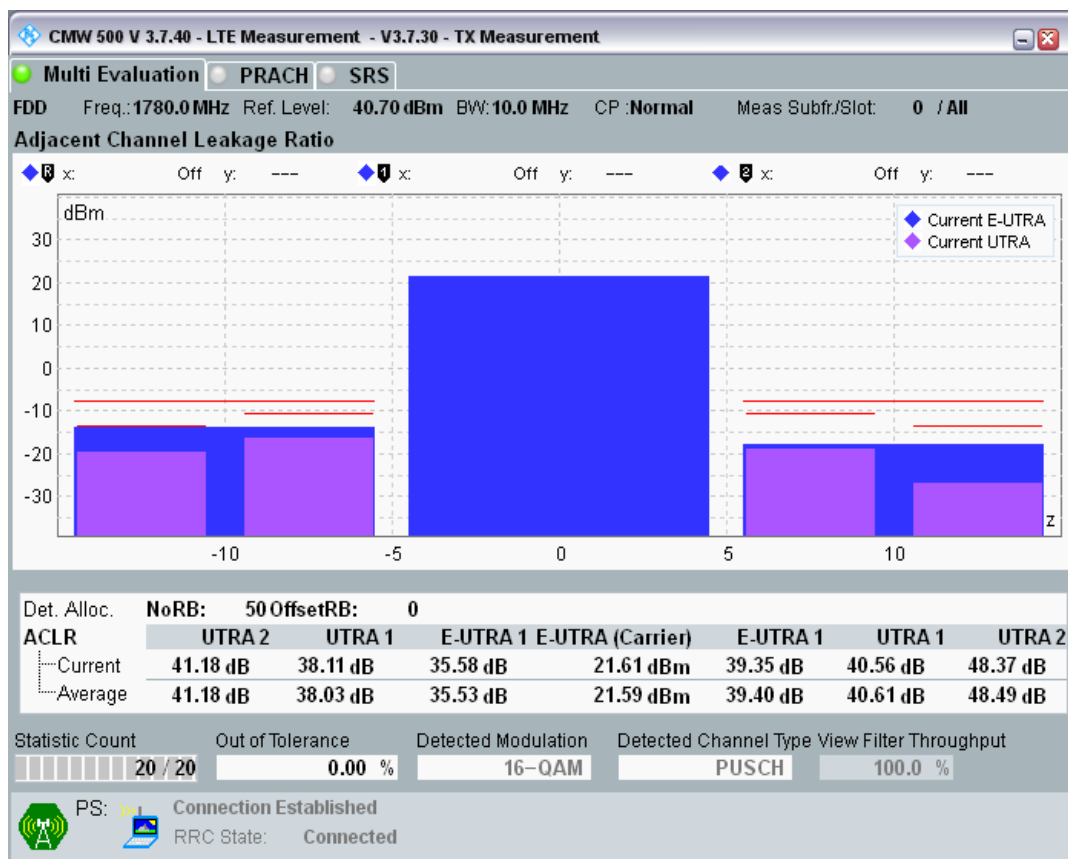 CMW 500 V 3.7.40 - LTE Measurement - V3.7.30 - TX Measurement
Multi Evaluation PRACH SRS
FDD Freq.: 1780.0 MHz Ref. Level: 40.70 dBm BW: 10.0 MHz CP : Normal Meas Subfr./Slot: 0 / All
Adjacent Channel Leakage Ratio
R x: Off y: --- 1 x: Off y: --- 2 x: Off y: ---
dBm
Current E-UTRA
Current UTRA
30
20
10
0
-10
-20
-30
z
-10 -5 0 5 10
Det. Alloc. NoRB: 50 OffsetRB: 0
ACLR UTRA 2 UTRA 1 E-UTRA 1 E-UTRA (Carrier) E-UTRA 1 UTRA 1 UTRA 2
Current 41.18 dB 38.11 dB 35.58 dB 21.61 dBm 39.35 dB 40.56 dB 48.37 dB
Average 41.18 dB 38.03 dB 35.53 dB 21.59 dBm 39.40 dB 40.61 dB 48.49 dB
Statistic Count Out of Tolerance Detected Modulation Detected Channel Type View Filter Throughput
20 / 20 0.00 % 16-QAM PUSCH 100.0 %
PS: Connection Established
RRC State: Connected